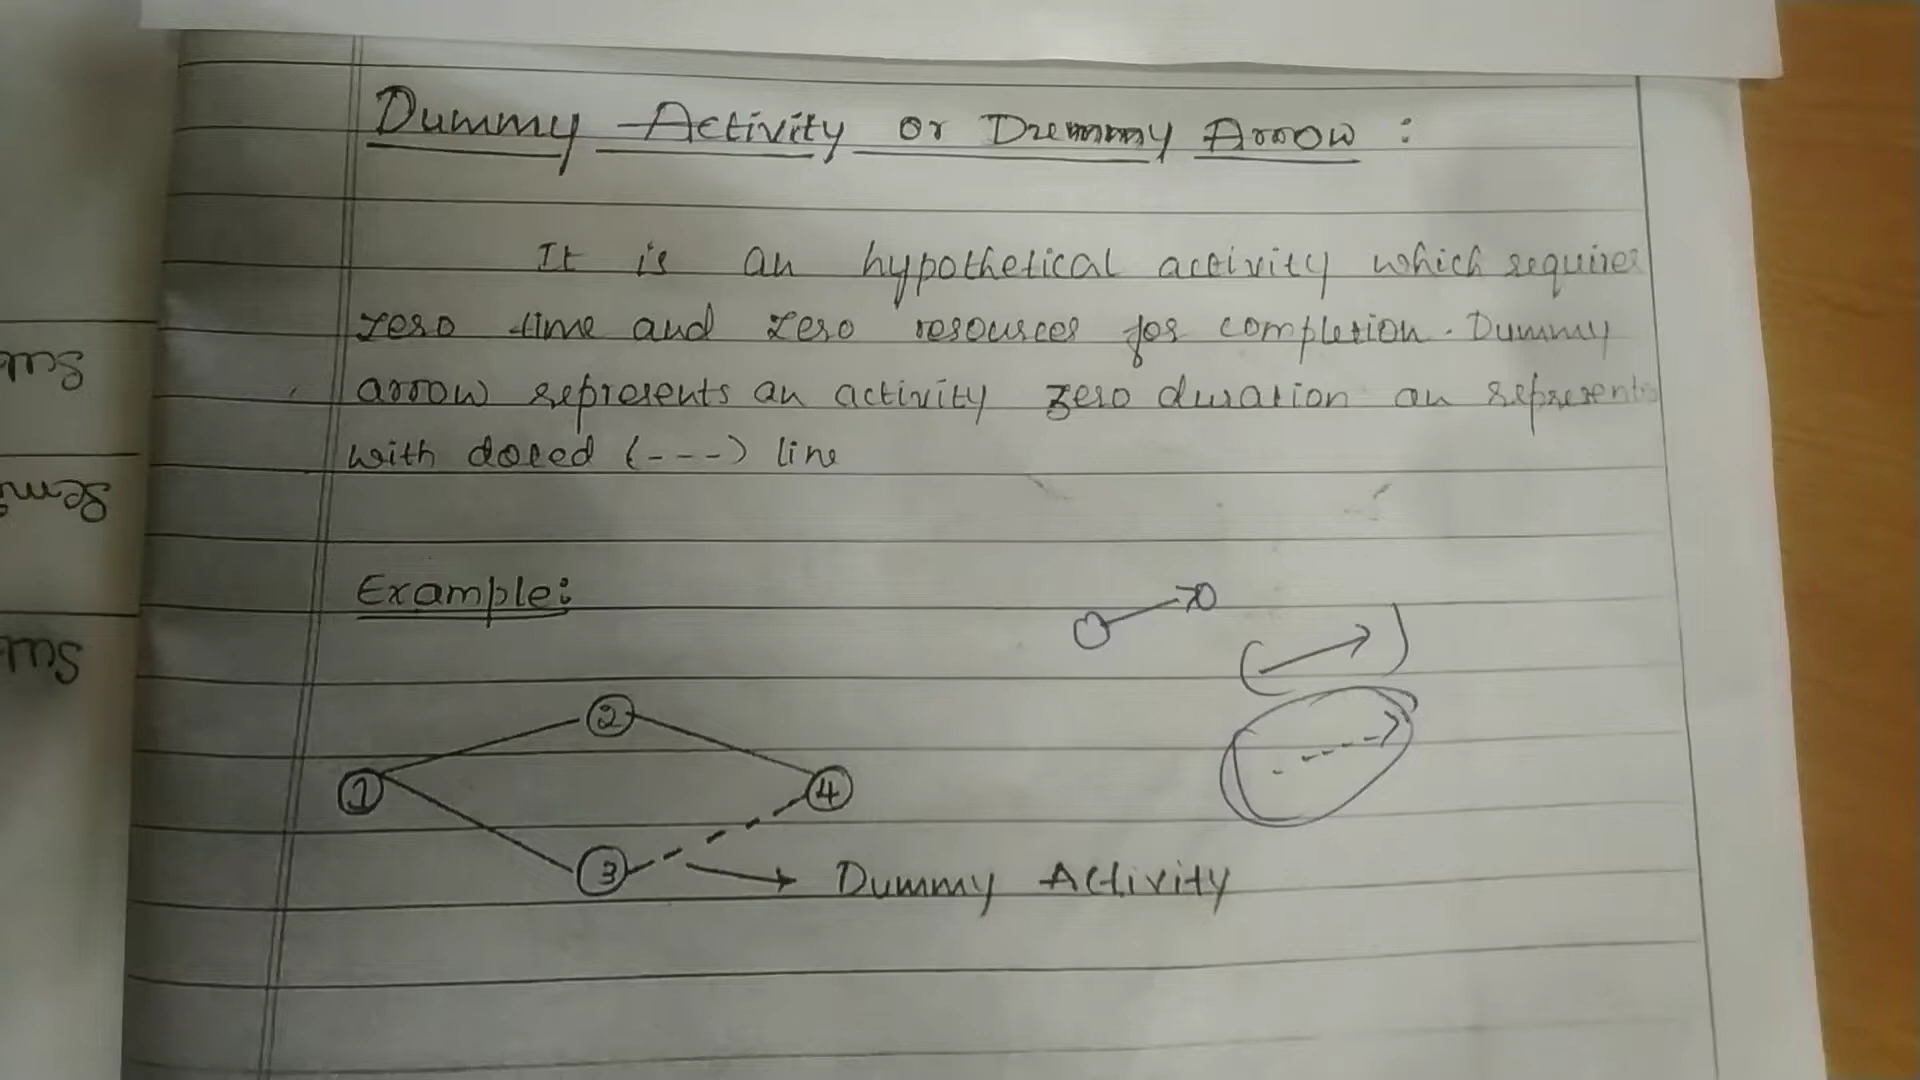 Dummy Activity or Dummy Arrow :
It is an hypothetical activity which requires
zero time and zero resources for completion. Dummy
arrow represents an activity zero duration an represents
with doted (---) line
Example:
2
1
4
3
Dummy Activity